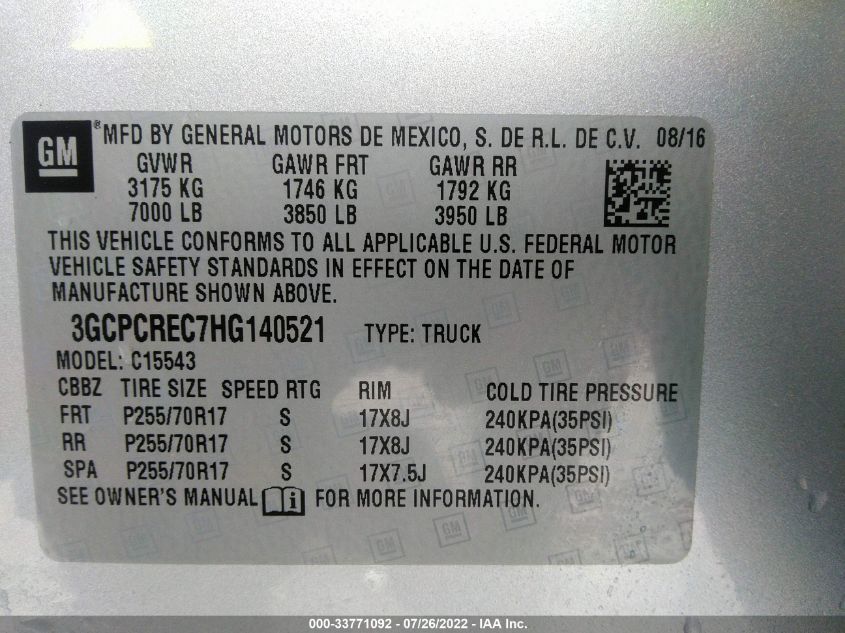 GM ® MFD BY GENERAL MOTORS DE MEXICO, S. DE R.L. DE C.V. 08/16
GVWR GAWR FRT GAWR RR
3175 KG 1746 KG 1792 KG
7000 LB 3850 LB 3950 LB
THIS VEHICLE CONFORMS TO ALL APPLICABLE U.S. FEDERAL MOTOR
VEHICLE SAFETY STANDARDS IN EFFECT ON THE DATE OF
MANUFACTURE SHOWN ABOVE.
3GCPCREC7HG140521 TYPE: TRUCK
MODEL: C15543
CBBZ TIRE SIZE SPEED RTG RIM COLD TIRE PRESSURE
FRT P255/70R17 S 17X8J 240KPA(35PSI)
RR P255/70R17 S 17X8J 240KPA(35PSI)
SPA P255/70R17 S 17X7.5J 240KPA(35PSI)
SEE OWNER'S MANUAL i FOR MORE INFORMATION.
000-33771092 - 07/26/2022 - IAA Inc.